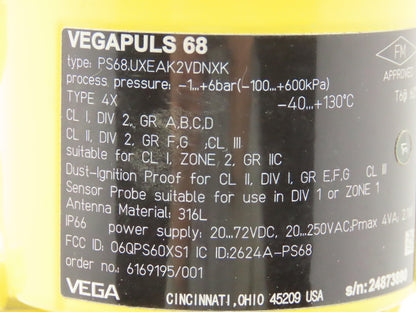 VEGAPULS 68
type: PS68.UXEAK2VDNXK
process pressure: -1...+6bar(-100...+600kPa)
TYPE 4X -40...+130°C
CL I, DIV 2, GR A,B,C,D
CL II, DIV 2, GR F,G ;CL III
suitable for CL I, ZONE 2, GR IIC
Dust-Ignition Proof for CL II, DIV I, GR E,F,G CL III
Sensor Probe suitable for use in DIV 1 or ZONE 1
Antenna Material: 316L
IP66 power supply: 20...72VDC, 20...250VAC;Pmax 4VA; 2
FCC ID: O6QPS60XS1 IC ID:2624A-PS68
order no.: 6169195/001
VEGA CINCINNATI,OHIO 45209 USA
s/n: 24873
FM
APPROVED